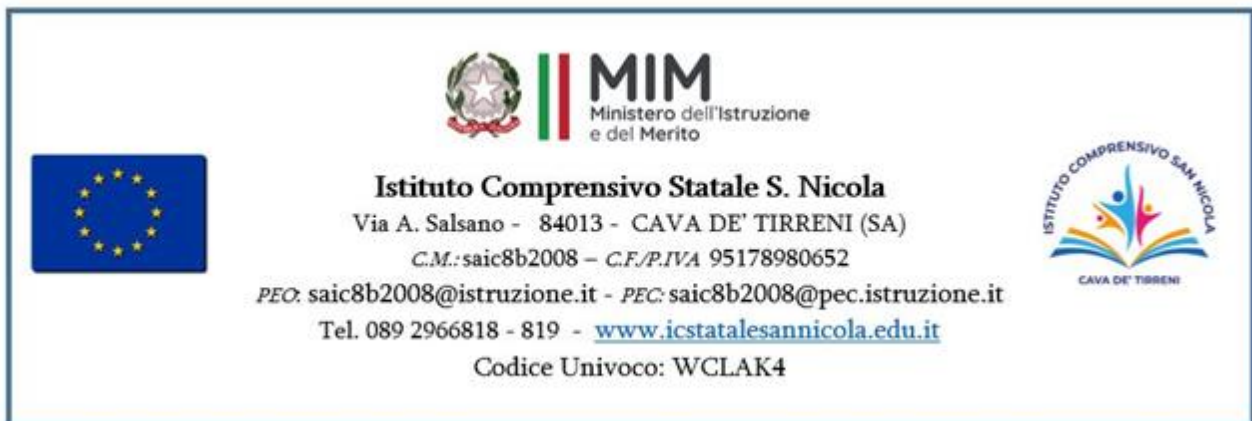 MIM
Ministero dell'Istruzione
e del Merito
Istituto Comprensivo Statale S. Nicola
Via A. Salsano - 84013 - CAVA DE' TIRRENI (SA)
C.M.: saic8b2008 – C.F./P.IVA 95178980652
PEO: saic8b2008@istruzione.it - PEC: saic8b2008@pec.istruzione.it
Tel. 089 2966818 - 819 - www.icstatalesannicola.edu.it
Codice Univoco: WCLAK4
ISTITUTO COMPRENSIVO SAN NICOLA
CAVA DE' TIRRENI